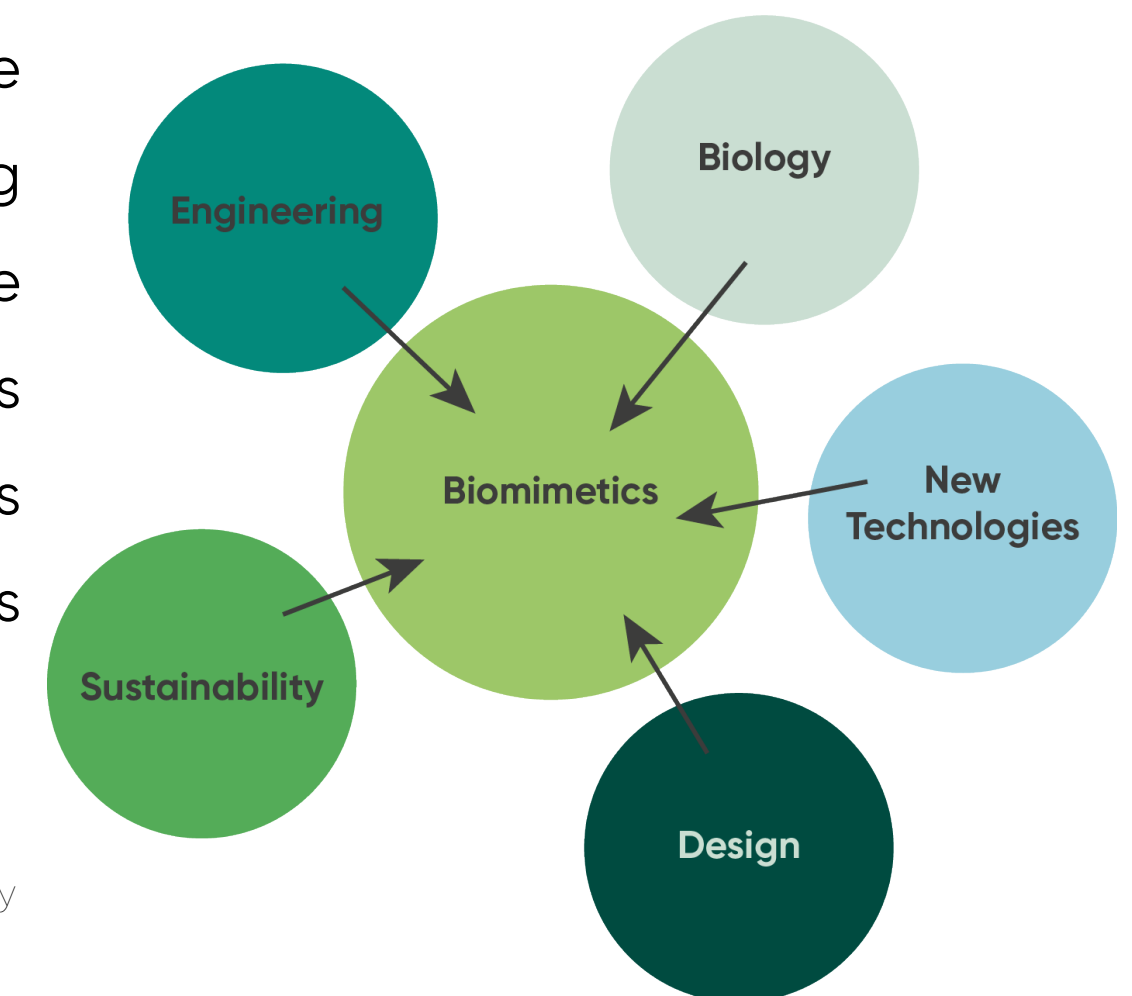 e
g
e
s
s
s
y
Engineering
Biology
Biomimetics
New
Technologies
Sustainability
Design